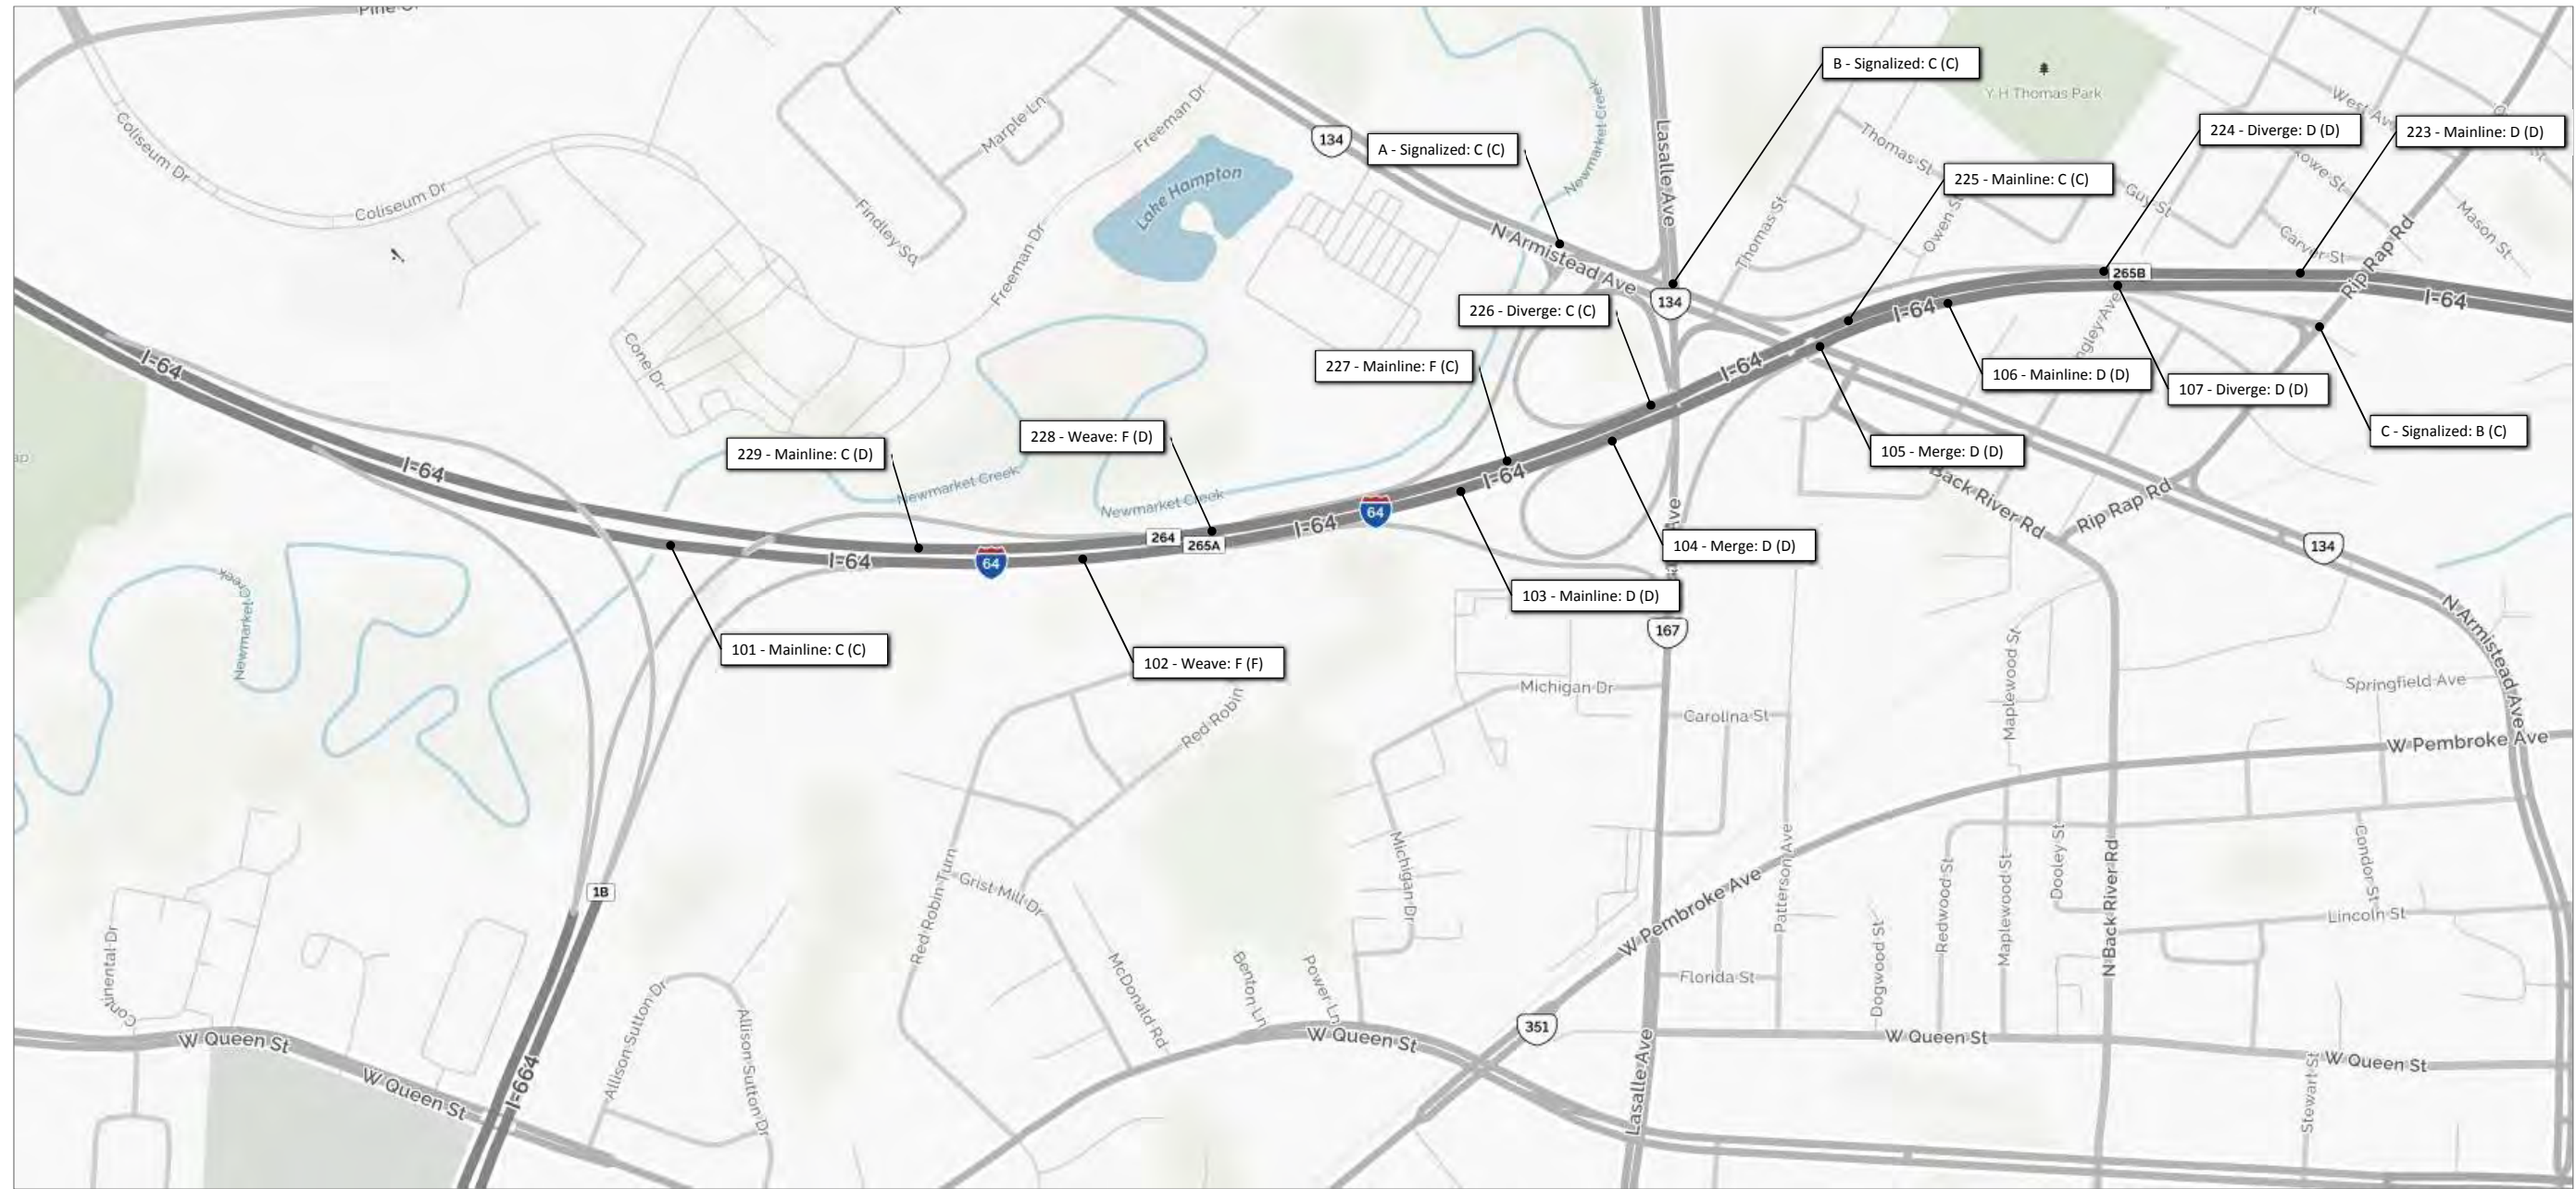 Coliseum Dr
Coliseum Dr
Marple Ln
Freeman Dr
Findley Sq
Freeman Dr
Cone Dr
Lake Hampton
134
A - Signalized: C (C)
Newmarket Creek
Lasalle Ave
B - Signalized: C (C)
Y H Thomas Park
Thomas St
Thomas St
Owen St
Guy St
West Av
224 - Diverge: D (D)
223 - Mainline: D (D)
225 - Mainline: C (C)
Carver St
Rip Rap Rd
Mason St
N Armistead Ave
134
226 - Diverge: C (C)
227 - Mainline: F (C)
265B
I-64
I-64
I-64
106 - Mainline: D (D)
107 - Diverge: D (D)
C - Signalized: B (C)
105 - Merge: D (D)
Back River Rd
Rip Rap Rd
134
N Armistead Ave
I-64
I-64
229 - Mainline: C (D)
228 - Weave: F (D)
Newmarket Creek
Newmarket Creek
264
265A
I-64
64
I-64
I-64
64
104 - Merge: D (D)
103 - Mainline: D (D)
101 - Mainline: C (C)
102 - Weave: F (F)
Newmarket Creek
167
Michigan Dr
Carolina St
Maplewood St
Springfield Ave
W Pembroke Ave
Red Robin
Red Robin Turn
Grist Mill Dr
McDonald Rd
Benton Ln
Power Ln
Michigan Dr
Patterson Ave
W Pembroke Ave
Florida St
Dogwood St
Redwood St
Maplewood St
Dooley St
N Back River Rd
Condor St
Lincoln St
1B
Continental Dr
W Queen St
W Queen St
I-664
Allison Sutton Dr
Allison Sutton Dr
W Queen St
351
Lasalle Ave
W Queen St
W Queen St
Stewart St